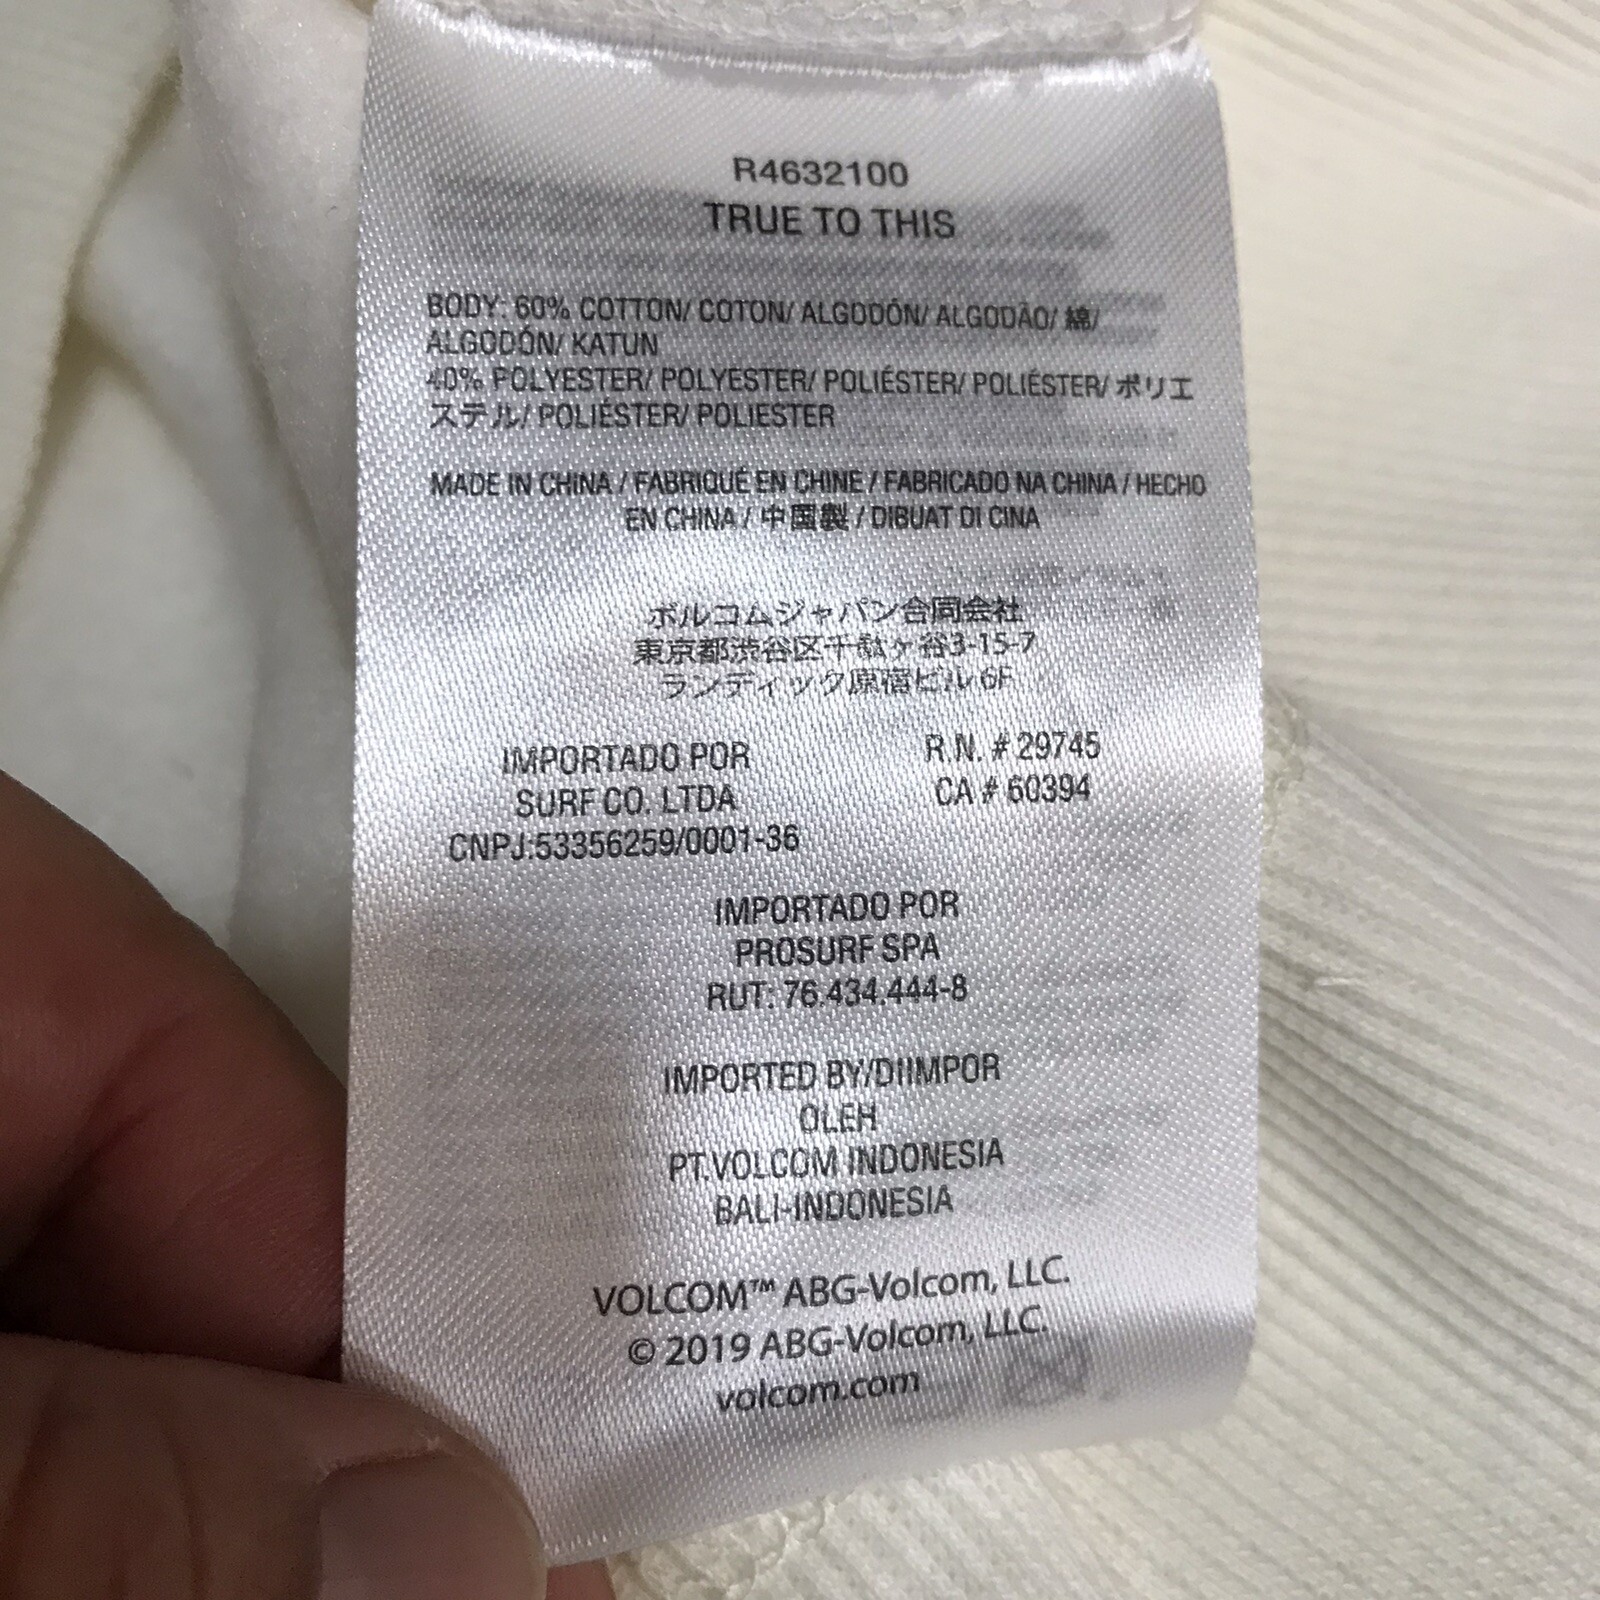 R4632100
TRUE TO THIS
BODY: 60% COTTON/ COTON/ ALGODÓN/ ALGODÃO/ 綿/
ALGODÓN/ KATUN
40% POLYESTER/ POLYESTER/ POLIÉSTER/ POLIÉSTER/ ポリエ
ステル/ POLIÉSTER/ POLIESTER
MADE IN CHINA / FABRIQUÉ EN CHINE / FABRICADO NA CHINA / HECHO
EN CHINA / 中国製 / DIBUAT DI CINA
ボルコムジャパン合同会社
東京都渋谷区千駄ヶ谷3-15-7
ランディック原宿ビル 6F
IMPORTADO POR
SURF CO. LTDA
CNPJ:53356259/0001-36
R.N. # 29745
CA # 60394
IMPORTADO POR
PROSURF SPA
RUT: 76.434.444-8
IMPORTED BY/DIIMPOR
OLEH
PT.VOLCOM INDONESIA
BALI-INDONESIA
VOLCOM™ ABG-Volcom, LLC.
© 2019 ABG-Volcom, LLC.
volcom.com